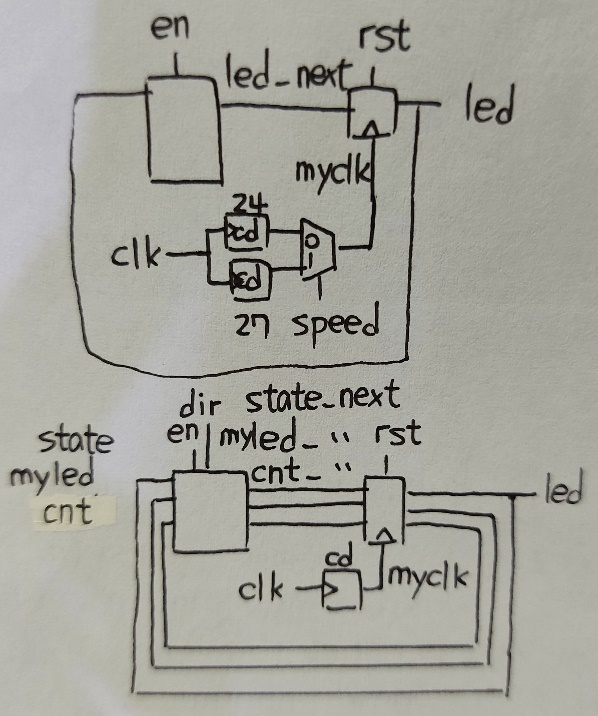 en
rst
led_next
led
myclk
24
cd
clk
0
1
cd
27 speed
dir state_next
state en myled_ " rst
myled cnt_ "
cnt
led
cd
clk myclk